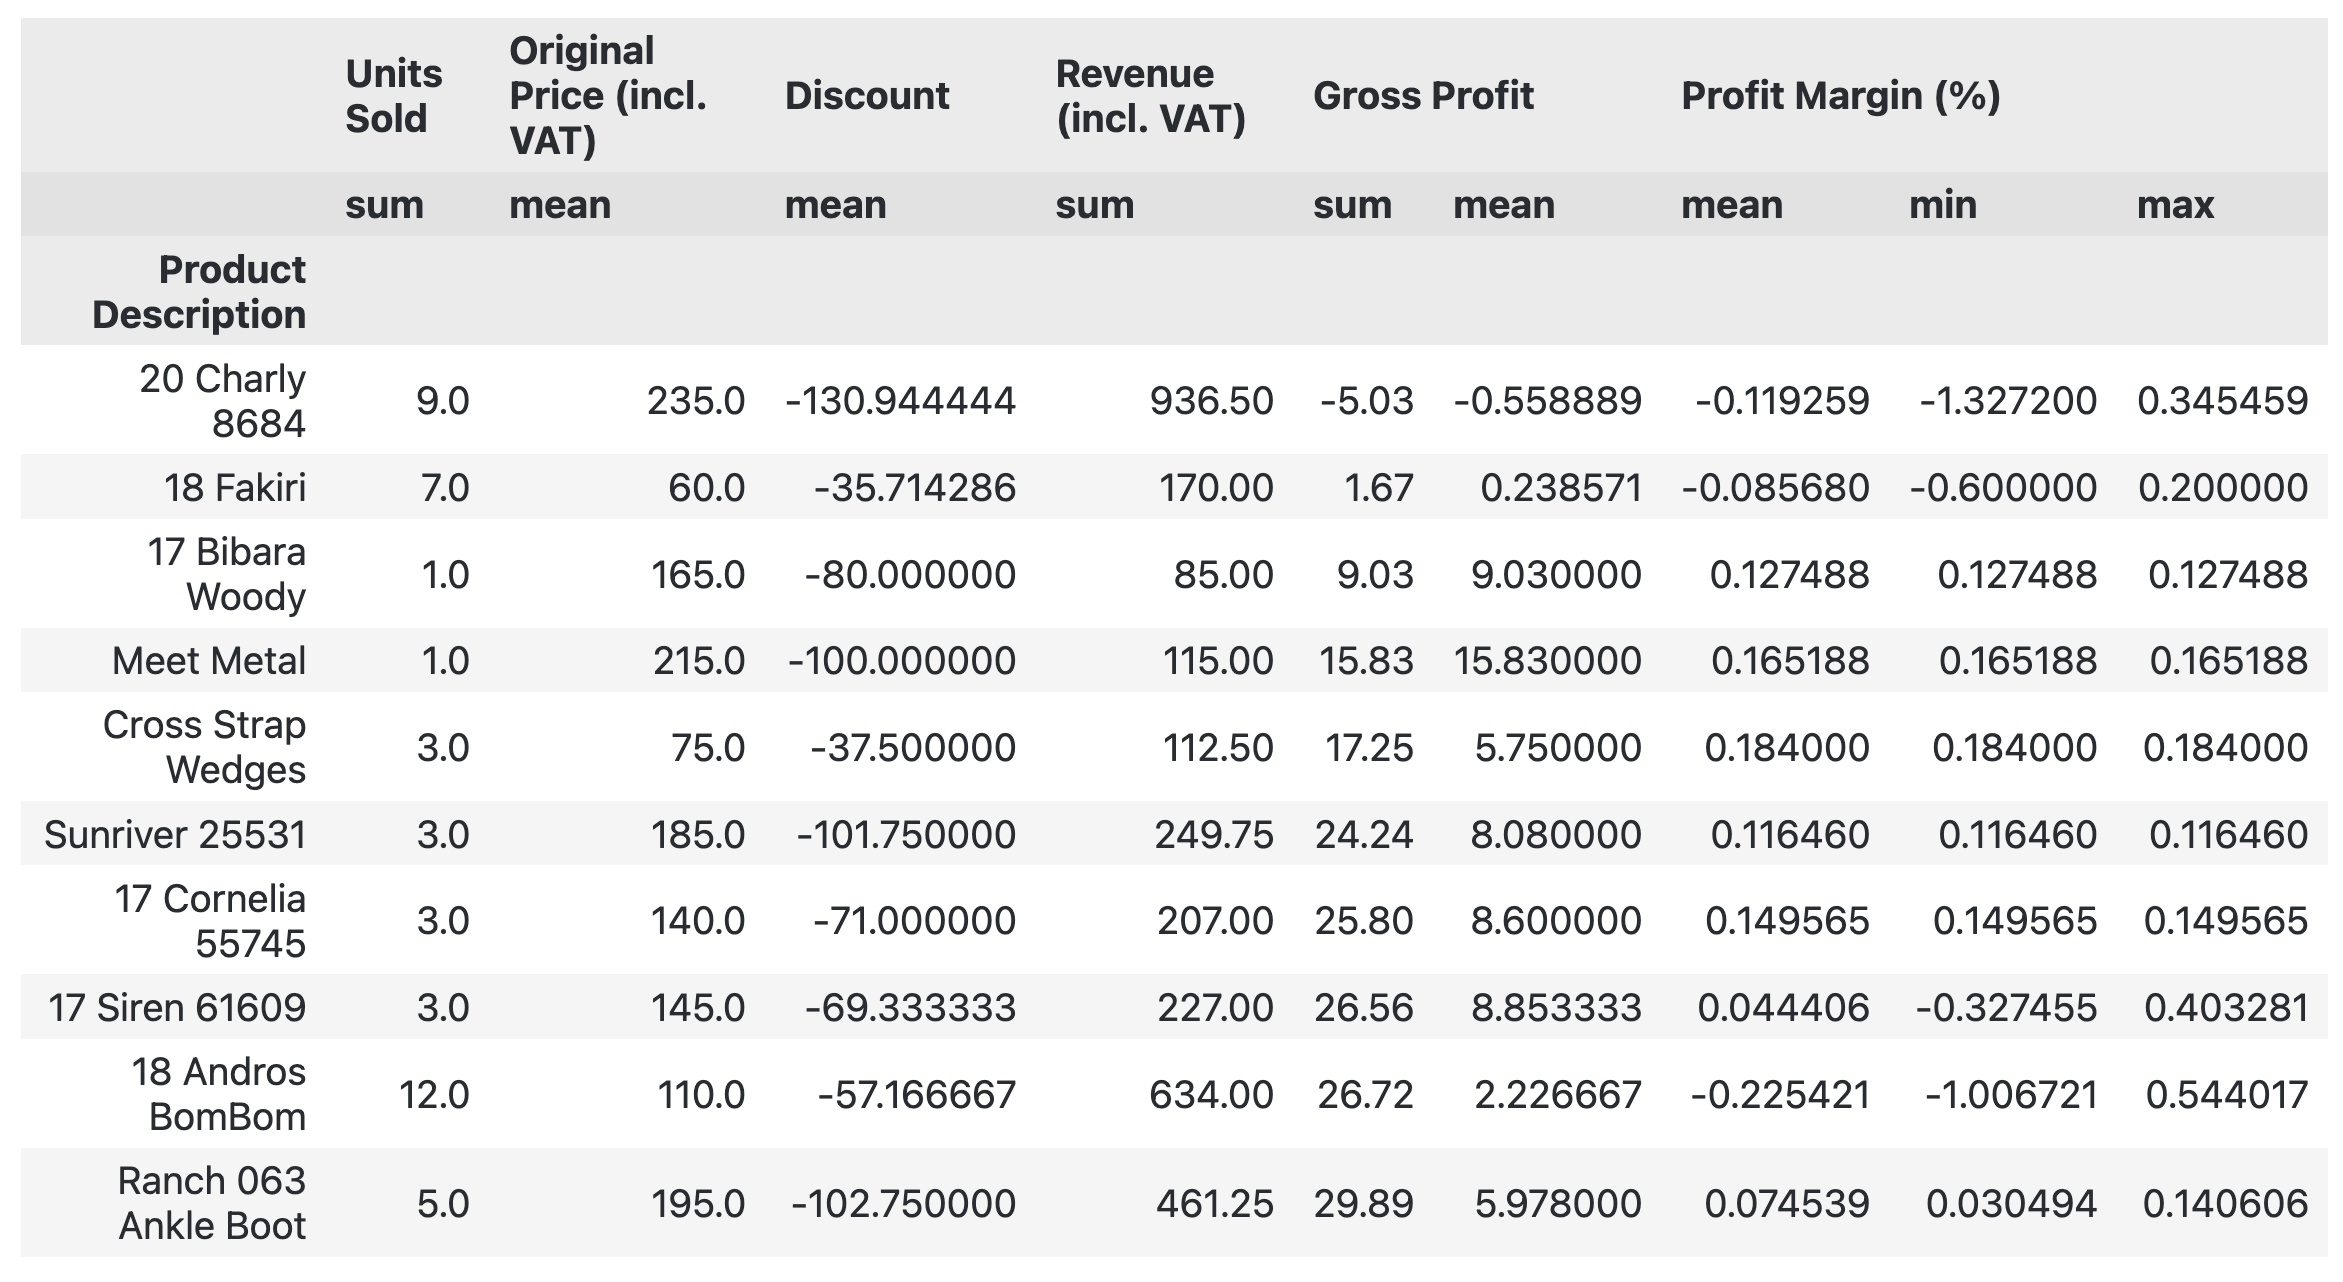 Units Sold Original Price (incl. VAT) Discount Revenue (incl. VAT) Gross Profit Profit Margin (%)
sum mean mean sum sum mean mean min max
Product Description
20 Charly 8684 9.0 235.0 -130.944444 936.50 -5.03 -0.558889 -0.119259 -1.327200 0.345459
18 Fakiri 7.0 60.0 -35.714286 170.00 1.67 0.238571 -0.085680 -0.600000 0.200000
17 Bibara Woody 1.0 165.0 -80.000000 85.00 9.03 9.030000 0.127488 0.127488 0.127488
Meet Metal 1.0 215.0 -100.000000 115.00 15.83 15.830000 0.165188 0.165188 0.165188
Cross Strap Wedges 3.0 75.0 -37.500000 112.50 17.25 5.750000 0.184000 0.184000 0.184000
Sunriver 25531 3.0 185.0 -101.750000 249.75 24.24 8.080000 0.116460 0.116460 0.116460
17 Cornelia 55745 3.0 140.0 -71.000000 207.00 25.80 8.600000 0.149565 0.149565 0.149565
17 Siren 61609 3.0 145.0 -69.333333 227.00 26.56 8.853333 0.044406 -0.327455 0.403281
18 Andros BomBom 12.0 110.0 -57.166667 634.00 26.72 2.226667 -0.225421 -1.006721 0.544017
Ranch 063 Ankle Boot 5.0 195.0 -102.750000 461.25 29.89 5.978000 0.074539 0.030494 0.140606